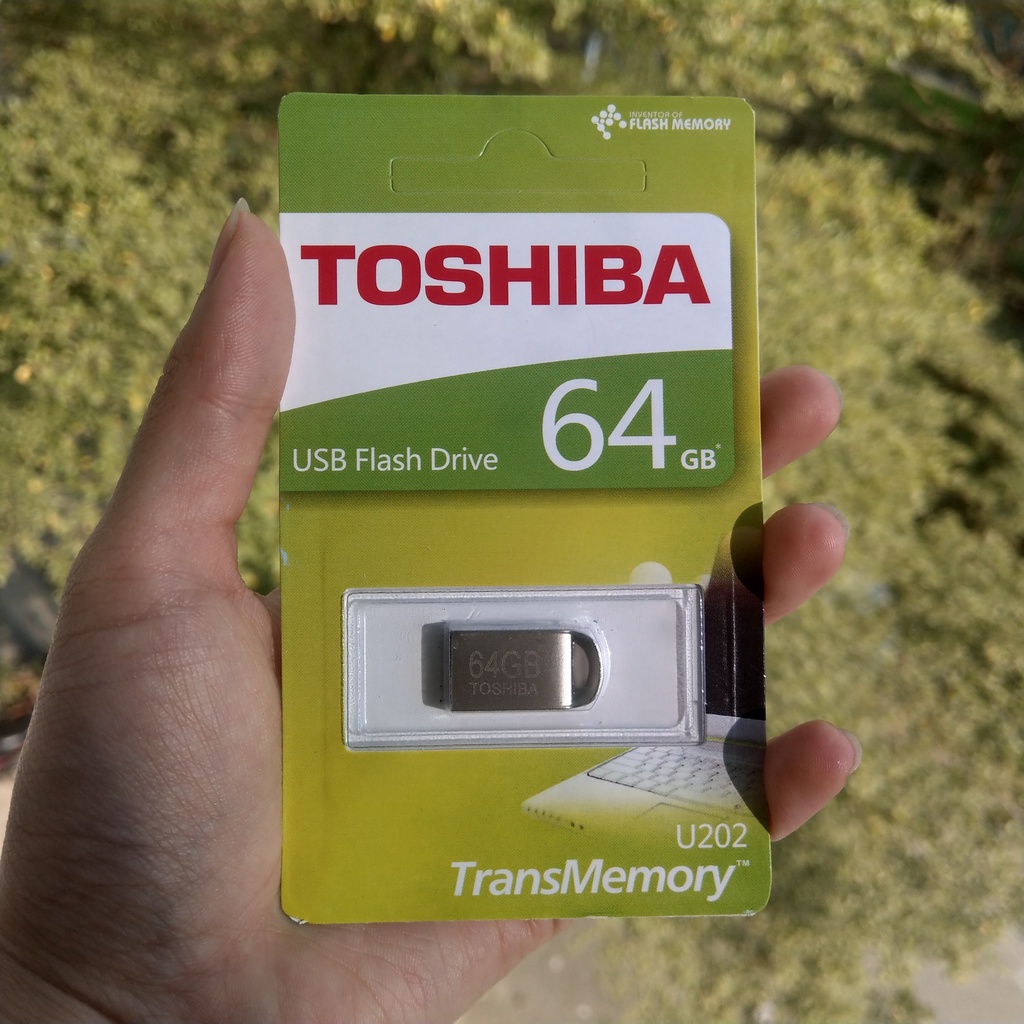 INVENTOR OF
FLASH MEMORY
TOSHIBA
USB Flash Drive 64 GB*
64GB
TOSHIBA
U202
TransMemory™